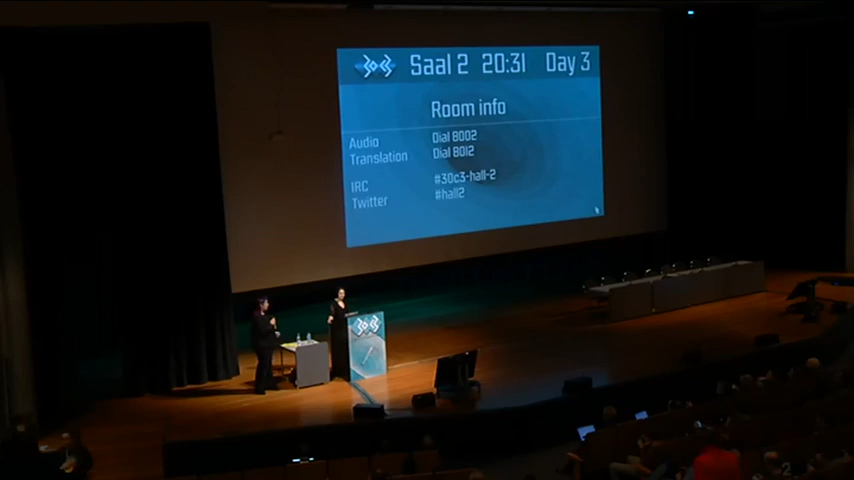 Saal 2 20:31 Day 3
Room info
Audio Dial 8002
Translation Dial 8012
IRC #30c3-hall-2
Twitter #hall2